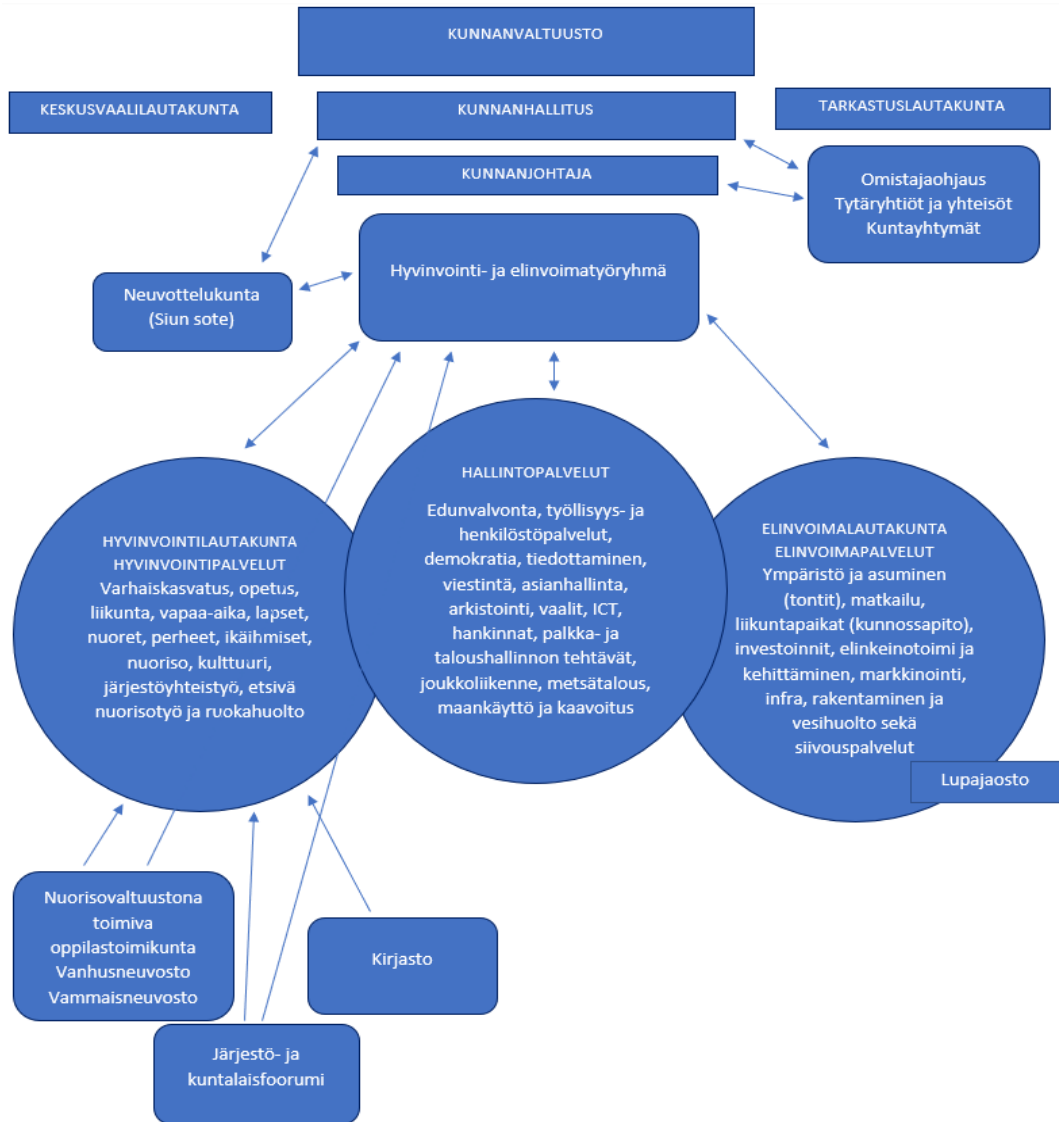 KUNNANVALTUUSTO
KESKUSVAALILAUTAKUNTA
KUNNANHALLITUS
TARKASTUSLAUTAKUNTA
KUNNANJOHTAJA
Omistajaohjaus
Tytäryhtiöt ja yhteisöt
Kuntayhtymät
Hyvinvointi- ja elinvoimatyöryhmä
Neuvottelukunta
(Siun sote)
HYVINVOINTILAUTAKUNTA
HYVINVOINTIPALVELUT
Varhaiskasvatus, opetus,
liikunta, vapaa-aika, lapset,
nuoret, perheet, ikäihmiset,
nuoriso, kulttuuri,
järjestöyhteistyö, etsivä
nuorisotyö ja ruokahuolto
HALLINTOPALVELUT
Edunvalvonta, työllisyys- ja
henkilöstöpalvelut,
demokratia, tiedottaminen,
viestintä, asianhallinta,
arkistointi, vaalit, ICT,
hankinnat, palkka- ja
taloushallinnon tehtävät,
joukkoliikenne, metsätalous,
maankäyttö ja kaavoitus
ELINVOIMALAUTAKUNTA
ELINVOIMAPALVELUT
Ympäristö ja asuminen
(tontit), matkailu,
liikuntapaikat (kunnossapito),
investoinnit, elinkeinotoimi ja
kehittäminen, markkinointi,
infra, rakentaminen ja
vesihuolto sekä
siivouspalvelut
Lupajaosto
Nuorisovaltuustona
toimiva
oppilastoimikunta
Vanhusneuvosto
Vammaisneuvosto
Kirjasto
Järjestö- ja
kuntalaisfoorumi